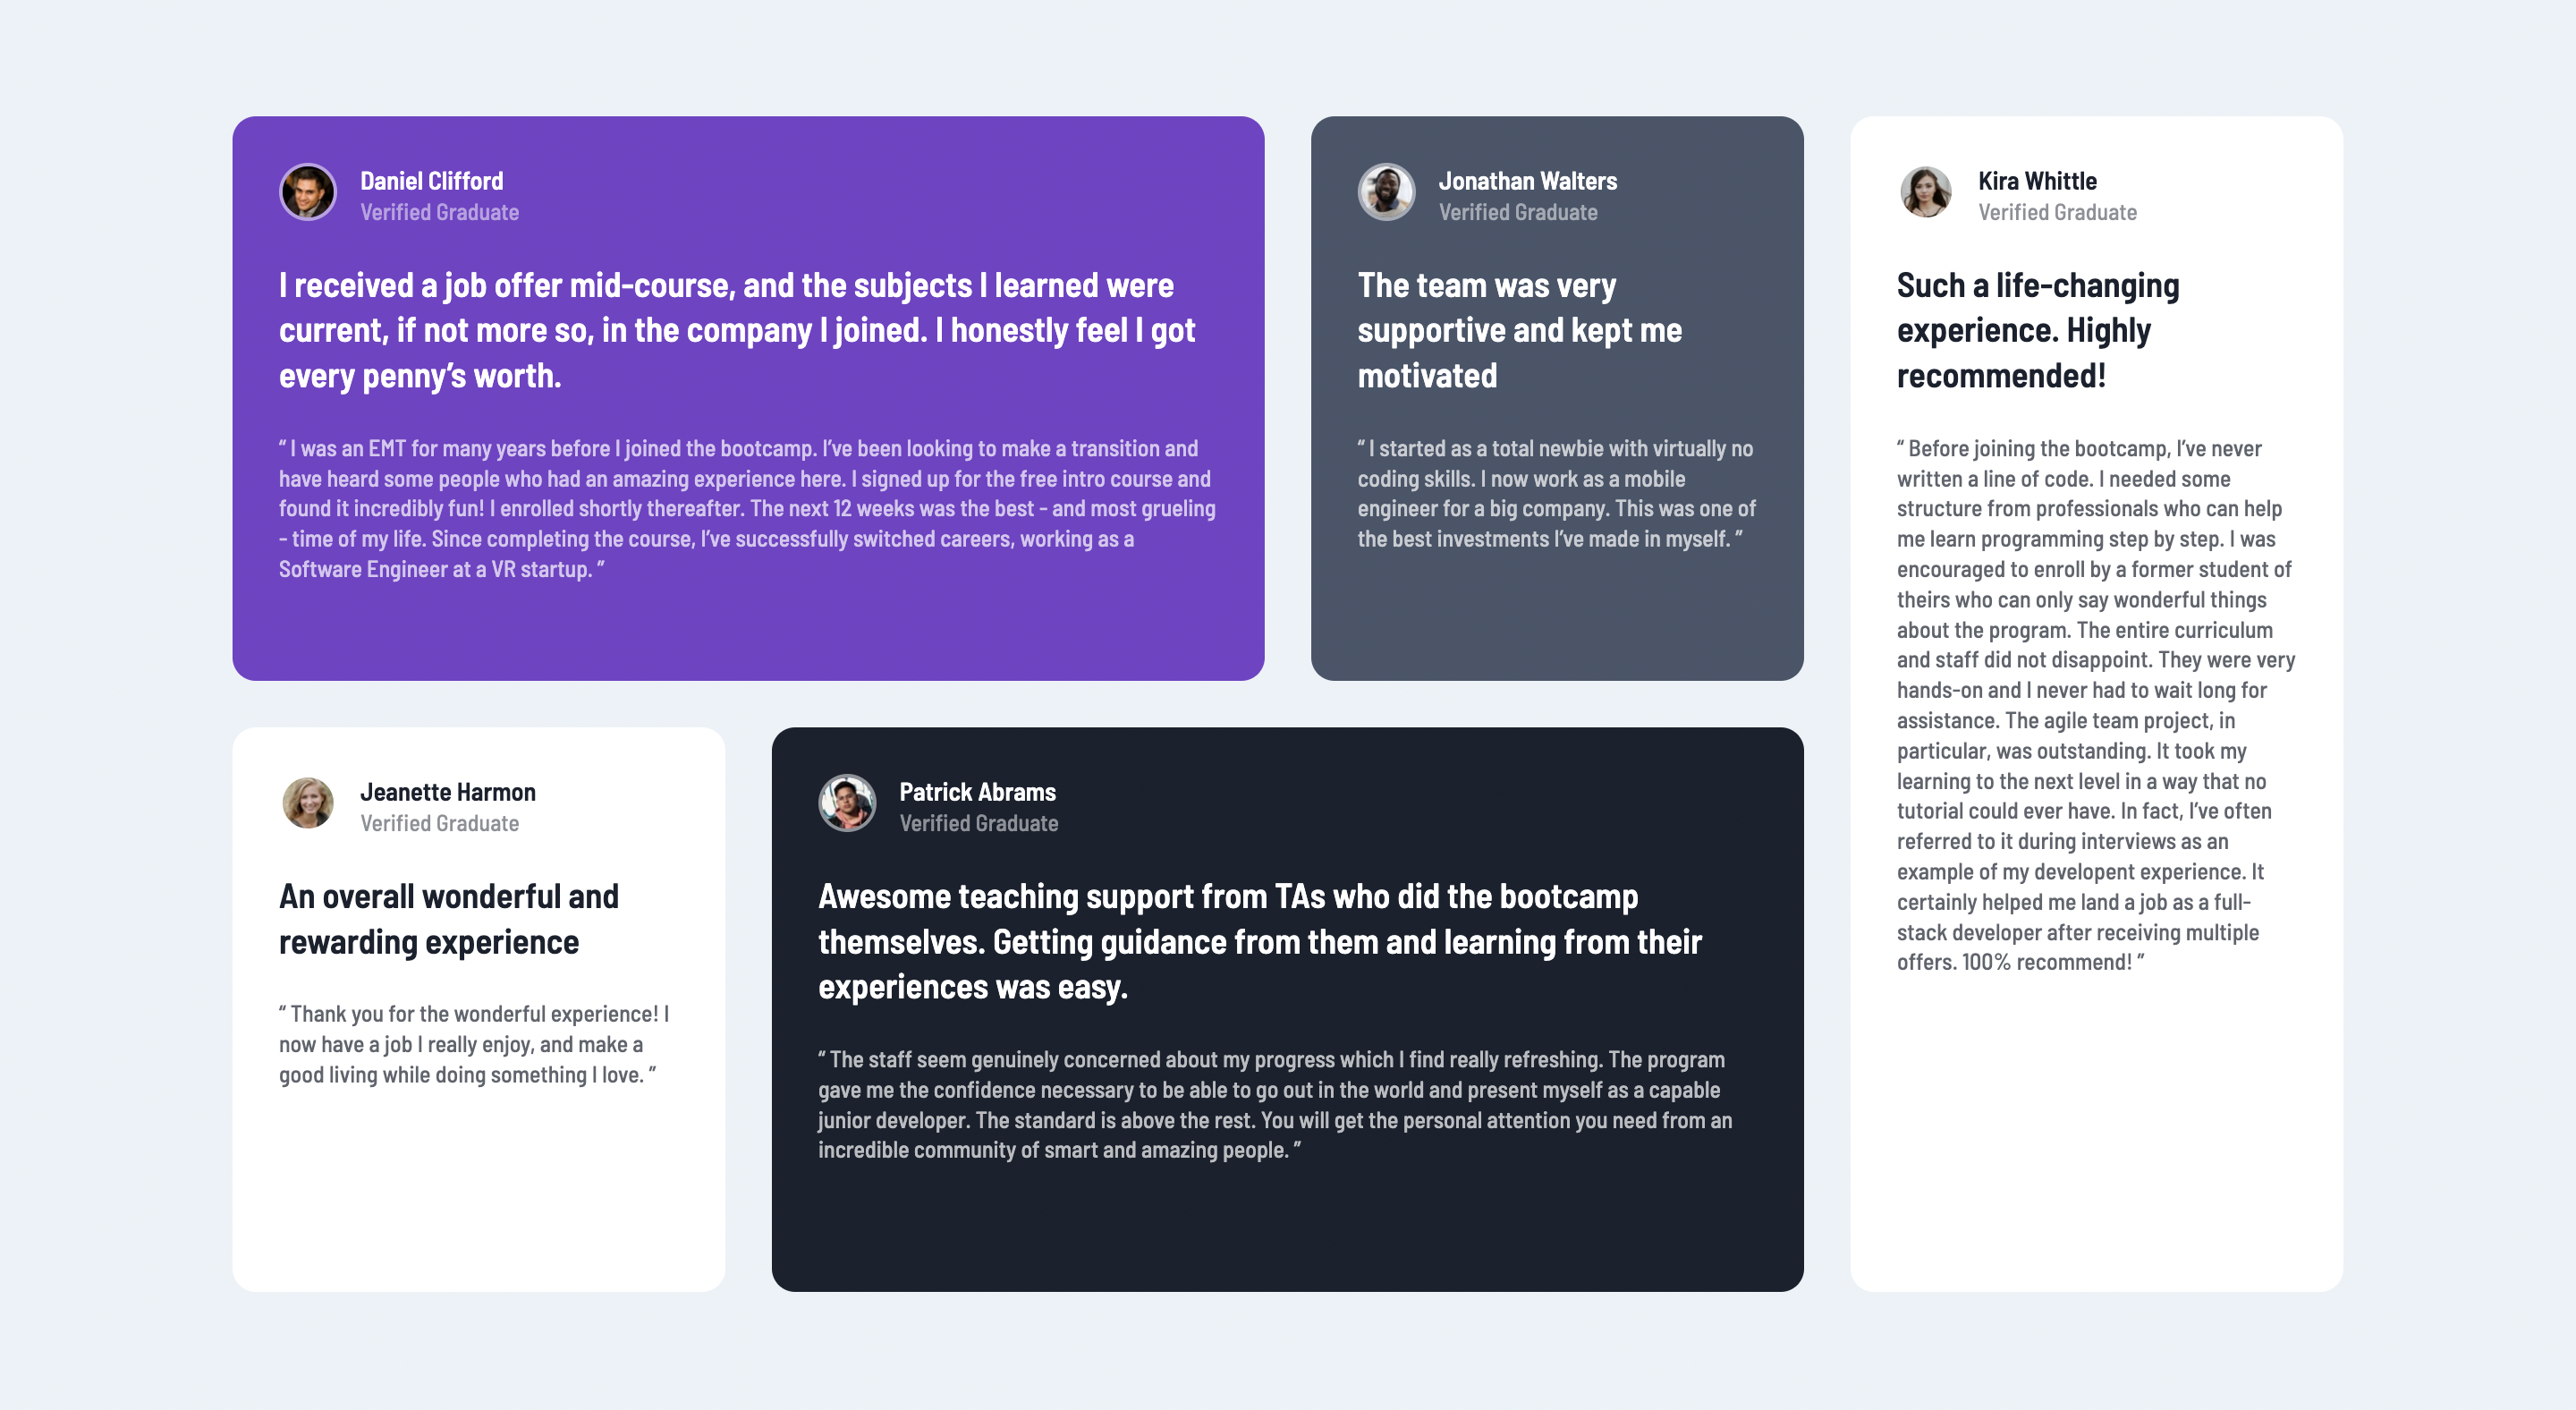 Daniel Clifford
Verified Graduate
I received a job offer mid-course, and the subjects I learned were
current, if not more so, in the company I joined. I honestly feel I got
every penny’s worth.
“ I was an EMT for many years before I joined the bootcamp. I’ve been looking to make a transition and
have heard some people who had an amazing experience here. I signed up for the free intro course and
found it incredibly fun! I enrolled shortly thereafter. The next 12 weeks was the best - and most grueling
- time of my life. Since completing the course, I’ve successfully switched careers, working as a
Software Engineer at a VR startup. ”
Jonathan Walters
Verified Graduate
The team was very
supportive and kept me
motivated
“ I started as a total newbie with virtually no
coding skills. I now work as a mobile
engineer for a big company. This was one of
the best investments I’ve made in myself. ”
Kira Whittle
Verified Graduate
Such a life-changing
experience. Highly
recommended!
“ Before joining the bootcamp, I’ve never
written a line of code. I needed some
structure from professionals who can help
me learn programming step by step. I was
encouraged to enroll by a former student of
theirs who can only say wonderful things
about the program. The entire curriculum
and staff did not disappoint. They were very
hands-on and I never had to wait long for
assistance. The agile team project, in
particular, was outstanding. It took my
learning to the next level in a way that no
tutorial could ever have. In fact, I’ve often
referred to it during interviews as an
example of my developent experience. It
certainly helped me land a job as a full-
stack developer after receiving multiple
offers. 100% recommend! ”
Jeanette Harmon
Verified Graduate
An overall wonderful and
rewarding experience
“ Thank you for the wonderful experience! I
now have a job I really enjoy, and make a
good living while doing something I love. ”
Patrick Abrams
Verified Graduate
Awesome teaching support from TAs who did the bootcamp
themselves. Getting guidance from them and learning from their
experiences was easy.
“ The staff seem genuinely concerned about my progress which I find really refreshing. The program
gave me the confidence necessary to be able to go out in the world and present myself as a capable
junior developer. The standard is above the rest. You will get the personal attention you need from an
incredible community of smart and amazing people. ”